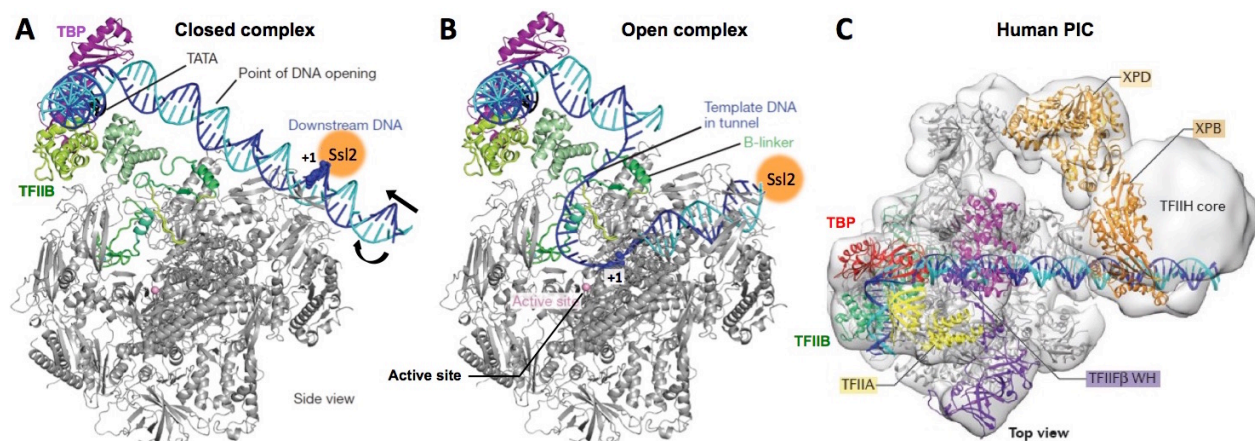 A
Closed complex
TBP
TATA
Point of DNA opening
Downstream DNA
+1
Ssl2
TFIIB
Side view
B
Open complex
Template DNA
in tunnel
B-linker
Ssl2
+1
Active site
Active site
C
Human PIC
XPD
XPB
TFIIH core
TBP
TFIIB
TFIIA
TFIIFβ WH
Top view